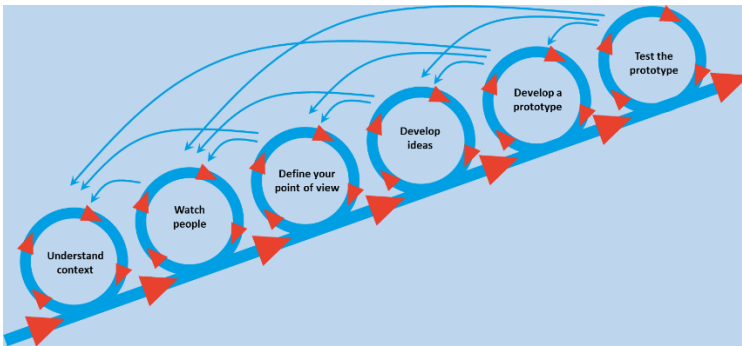 Understand
context
Watch
people
Define your
point of view
Develop
ideas
Develop a
prototype
Test the
prototype